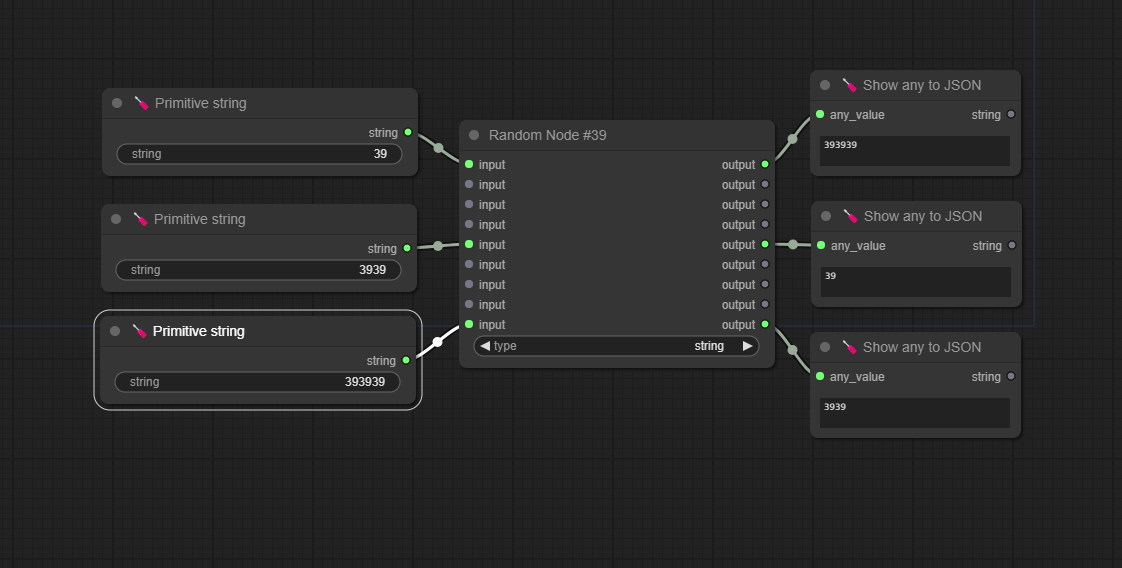 Primitive string
string
string 39
Primitive string
string
string 3939
Primitive string
string
string 393939
Random Node #39
input output
input output
input output
input output
input output
input output
input output
input output
input output
type string
Show any to JSON
any_value string
393939
Show any to JSON
any_value string
39
Show any to JSON
any_value string
3939